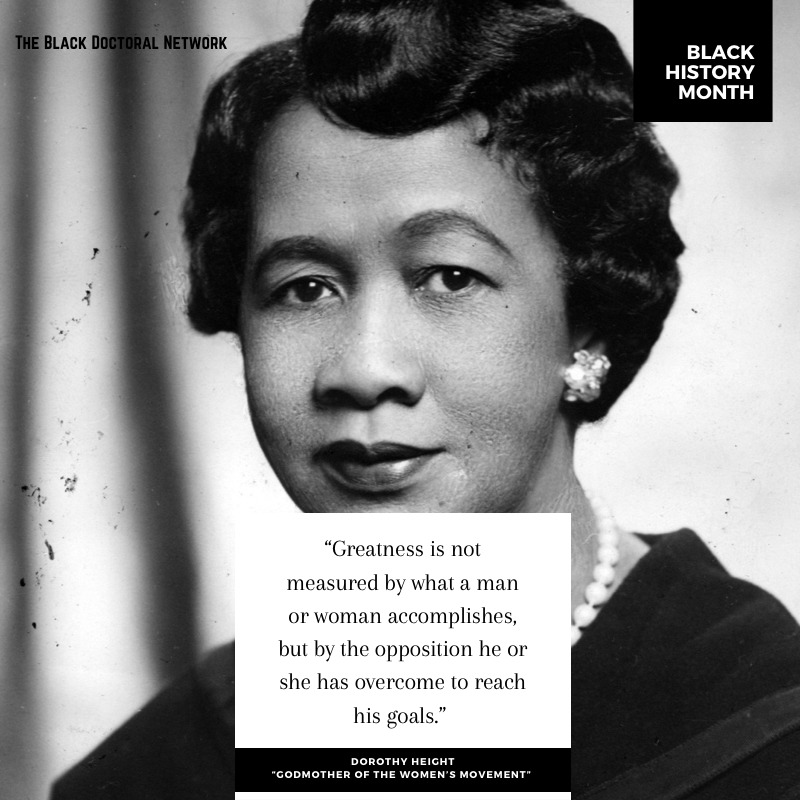 The Black Doctoral Network
BLACK
HISTORY
MONTH
“Greatness is not
measured by what a man
or woman accomplishes,
but by the opposition he or
she has overcome to reach
his goals.”
DOROTHY HEIGHT
“GODMOTHER OF THE WOMEN’S MOVEMENT”